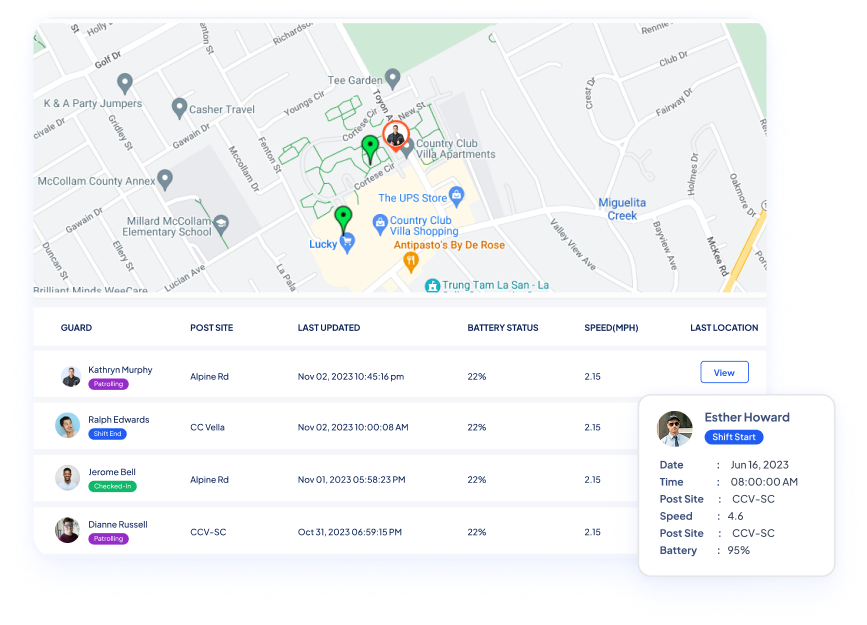 St
Holly
Richardso
Rennie
Golf Dr
Club Dr
Tee Garden
K & A Party Jumpers
Casher Travel
Youngs Cir
Toyon A
New St
Crest Dr
Fairway Dr
Gridley St
Gawain Dr
Cortese Cir
Fenton St
Mccollam Dr
Country Club
Villa Apartments
McCollam County Annex
Cortese Cir
Holmes Dr
Oakmore Dr
The UPS Store
Miguelita
Creek
Gawain Dr
Millard McCollam
Elementary School
Country Club
Villa Shopping
Lucky
Antipasto's By De Rose
Valley View Ave
Bayview Ave
McKee Rd
Duncan St
Ellery St
Lucian Ave
La Pala
Trung Tam La San - La
Brilliant Minds WeeCare
GUARD POST SITE LAST UPDATED BATTERY STATUS SPEED(MPH) LAST LOCATION
Kathryn Murphy
Patrolling
Alpine Rd Nov 02, 2023 10:45:16 pm 22% 2.15 View
Ralph Edwards
Shift End
CC Vella Nov 02, 2023 10:00:08 AM 22% 2.15
Jerome Bell
Checked-In
Alpine Rd Nov 01, 2023 05:58:23 PM 22% 2.15
Dianne Russell
Patrolling
CCV-SC Oct 31, 2023 06:59:15 PM 22% 2.15
Esther Howard
Shift Start
Date : Jun 16, 2023
Time : 08:00:00 AM
Post Site : CCV-SC
Speed : 4.6
Post Site : CCV-SC
Battery : 95%